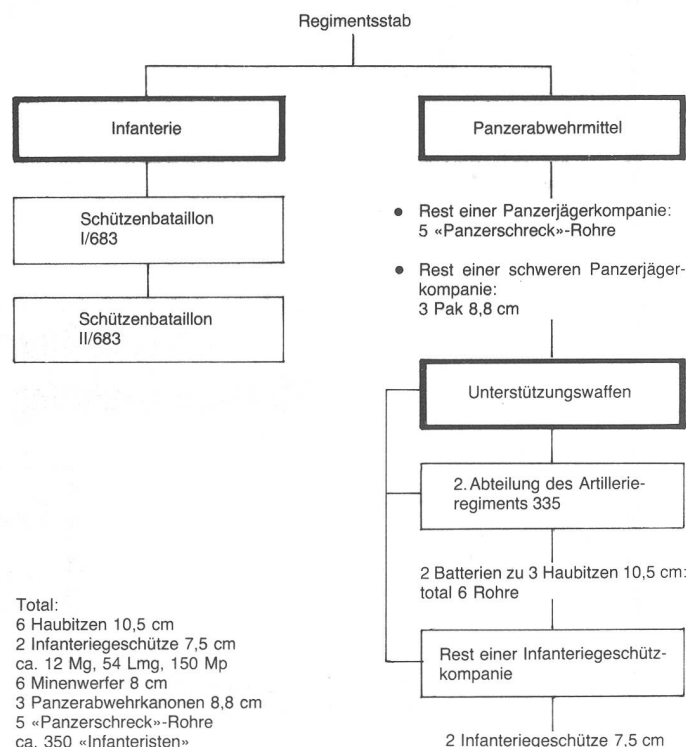 Regimentsstab
Infanterie
Schützenbataillon
I/683
Schützenbataillon
II/683
Panzerabwehrmittel
● Rest einer Panzerjägerkompanie:
5 «Panzerschreck»-Rohre
● Rest einer schweren Panzerjäger-
kompanie:
3 Pak 8,8 cm
Unterstützungswaffen
2. Abteilung des Artillerie-
regiments 335
2 Batterien zu 3 Haubitzen 10,5 cm:
total 6 Rohre
Rest einer Infanteriegeschütz-
kompanie
2 Infanteriegeschütze 7,5 cm
Total:
6 Haubitzen 10,5 cm
2 Infanteriegeschütze 7,5 cm
ca. 12 Mg, 54 Lmg, 150 Mp
6 Minenwerfer 8 cm
3 Panzerabwehrkanonen 8,8 cm
5 «Panzerschreck»-Rohre
ca. 350 «Infanteristen»